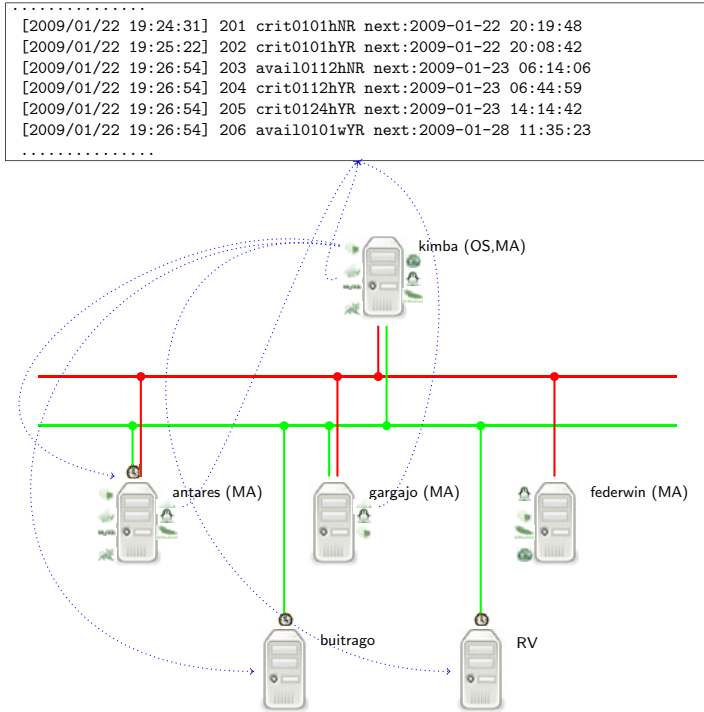 ...............
[2009/01/22 19:24:31] 201 crit0101hNR next:2009-01-22 20:19:48
[2009/01/22 19:25:22] 202 crit0101hYR next:2009-01-22 20:08:42
[2009/01/22 19:26:54] 203 avail0112hNR next:2009-01-23 06:14:06
[2009/01/22 19:26:54] 204 crit0112hYR next:2009-01-23 06:44:59
[2009/01/22 19:26:54] 205 crit0124hYR next:2009-01-23 14:14:42
[2009/01/22 19:26:54] 206 avail0101wYR next:2009-01-28 11:35:23
...............
kimba (OS,MA)
MySQL
antares (MA)
gargajo (MA)
federwin (MA)
MySQL
buitrago
RV